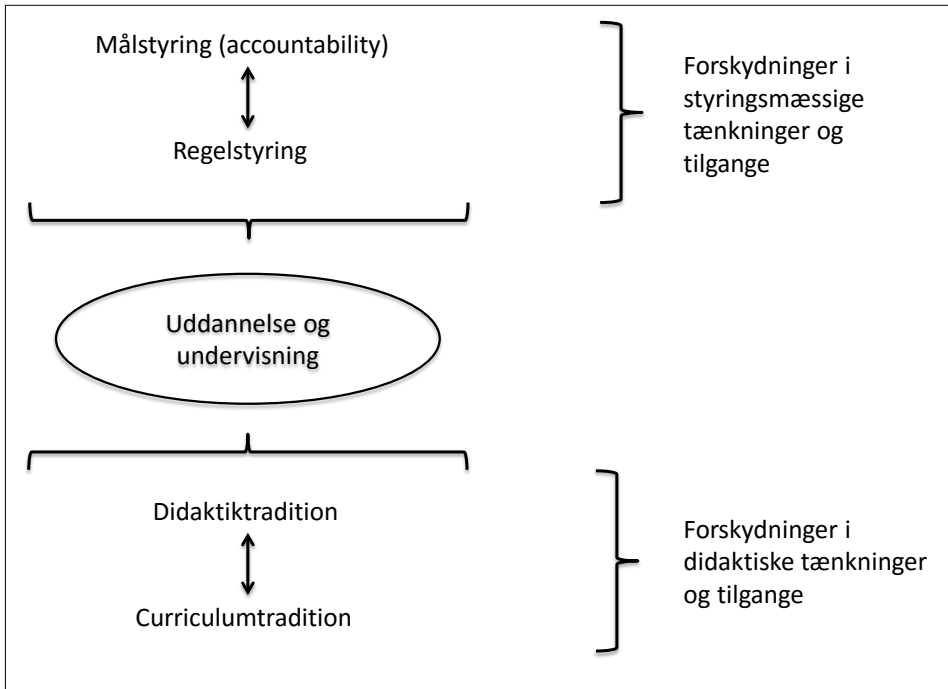 Målstyring (accountability)
Regelstyring
Forskydninger i
styringsmæssige
tænkninger og
tilgange
Uddannelse og
undervisning
Didaktiktradition
Curriculumtradition
Forskydninger i
didaktiske tænkninger
og tilgange